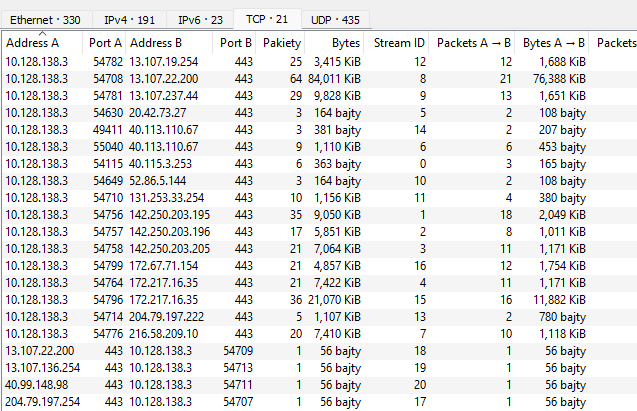 Ethernet · 330 IPv4 · 191 IPv6 · 23 TCP · 21 UDP · 435
Address A Port A Address B Port B Pakiety Bytes Stream ID Packets A → B Bytes A → B Packets
10.128.138.3 54782 13.107.19.254 443 25 3,415 KiB 12 12 1,688 KiB
10.128.138.3 54708 13.107.22.200 443 64 84,011 KiB 8 21 76,388 KiB
10.128.138.3 54781 13.107.237.44 443 29 9,828 KiB 9 13 1,651 KiB
10.128.138.3 54630 20.42.73.27 443 3 164 bajty 5 2 108 bajty
10.128.138.3 49411 40.113.110.67 443 3 381 bajty 14 2 207 bajty
10.128.138.3 55040 40.113.110.67 443 9 1,110 KiB 6 6 453 bajty
10.128.138.3 54115 40.115.3.253 443 6 363 bajty 0 3 165 bajty
10.128.138.3 54649 52.86.5.144 443 3 164 bajty 10 2 108 bajty
10.128.138.3 54710 131.253.33.254 443 10 1,156 KiB 11 4 380 bajty
10.128.138.3 54756 142.250.203.195 443 35 9,050 KiB 1 18 2,049 KiB
10.128.138.3 54757 142.250.203.196 443 17 5,851 KiB 2 8 1,011 KiB
10.128.138.3 54758 142.250.203.205 443 21 7,064 KiB 3 11 1,171 KiB
10.128.138.3 54799 172.67.71.154 443 21 4,857 KiB 16 12 1,754 KiB
10.128.138.3 54764 172.217.16.35 443 21 7,422 KiB 4 11 1,171 KiB
10.128.138.3 54796 172.217.16.35 443 36 21,070 KiB 15 16 11,882 KiB
10.128.138.3 54714 204.79.197.222 443 5 1,107 KiB 13 2 780 bajty
10.128.138.3 54776 216.58.209.10 443 20 7,410 KiB 7 10 1,118 KiB
13.107.22.200 443 10.128.138.3 54709 1 56 bajty 18 1 56 bajty
13.107.136.254 443 10.128.138.3 54713 1 56 bajty 19 1 56 bajty
40.99.148.98 443 10.128.138.3 54711 1 56 bajty 20 1 56 bajty
204.79.197.254 443 10.128.138.3 54707 1 56 bajty 17 1 56 bajty